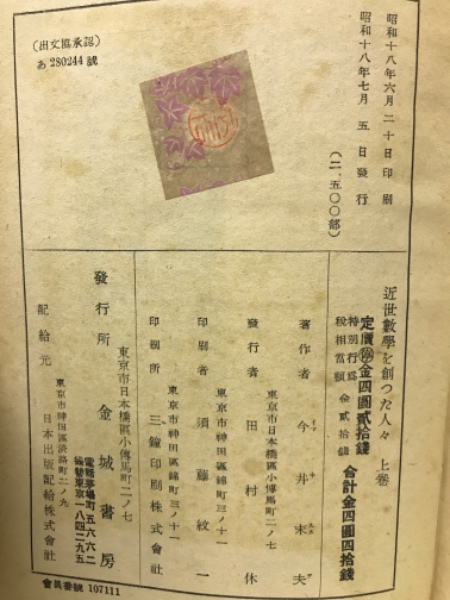 （出文協承認）
あ 280244 號
昭和十八年六月二十日印刷
昭和十八年七月五日發行
（二、五〇〇部）
近世數學を創つた人々 上卷
定價金四圓貳拾錢
特別行爲
稅相當額 金貳拾錢
合計金四圓四拾錢
著作者 今井末夫
東京市日本橋區小傳馬町二ノ七
發行者 田村休
東京市神田區錦町三ノ十一
印刷者 須藤紋一
東京市神田區錦町三ノ十一
印刷所 三鐘印刷株式會社
東京市日本橋區小傳馬町二ノ七
發行所 金城書房
電話茅場町五六六二
振替東京一八四二九五
東京市神田區淡路町二ノ九
配給元 日本出版配給株式會社
會員番號 107111